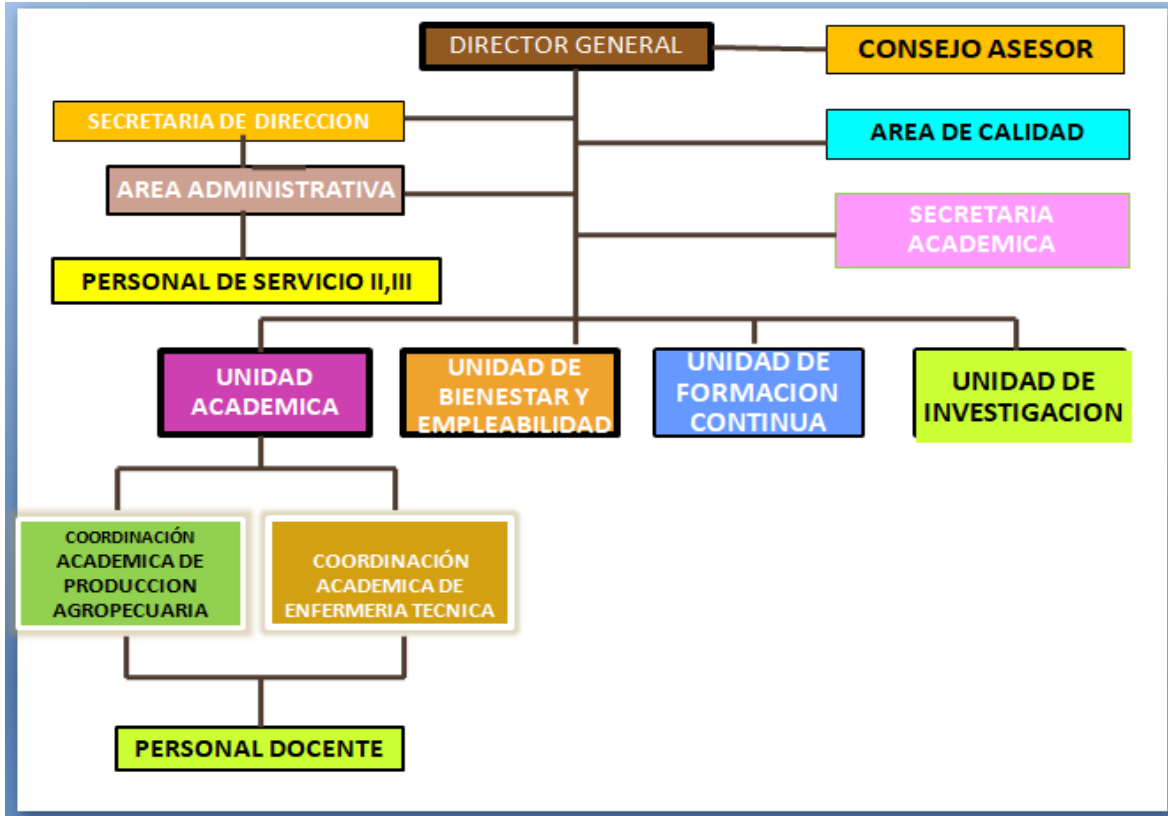 DIRECTOR GENERAL
CONSEJO ASESOR
SECRETARIA DE DIRECCION
AREA DE CALIDAD
AREA ADMINISTRATIVA
SECRETARIA
ACADEMICA
PERSONAL DE SERVICIO II,III
UNIDAD
ACADEMICA
UNIDAD DE
BIENESTAR Y
EMPLEABILIDAD
UNIDAD DE
FORMACION
CONTINUA
UNIDAD DE
INVESTIGACION
COORDINACIÓN
ACADEMICA DE
PRODUCCION
AGROPECUARIA
COORDINACIÓN
ACADEMICA DE
ENFERMERIA TECNICA
PERSONAL DOCENTE